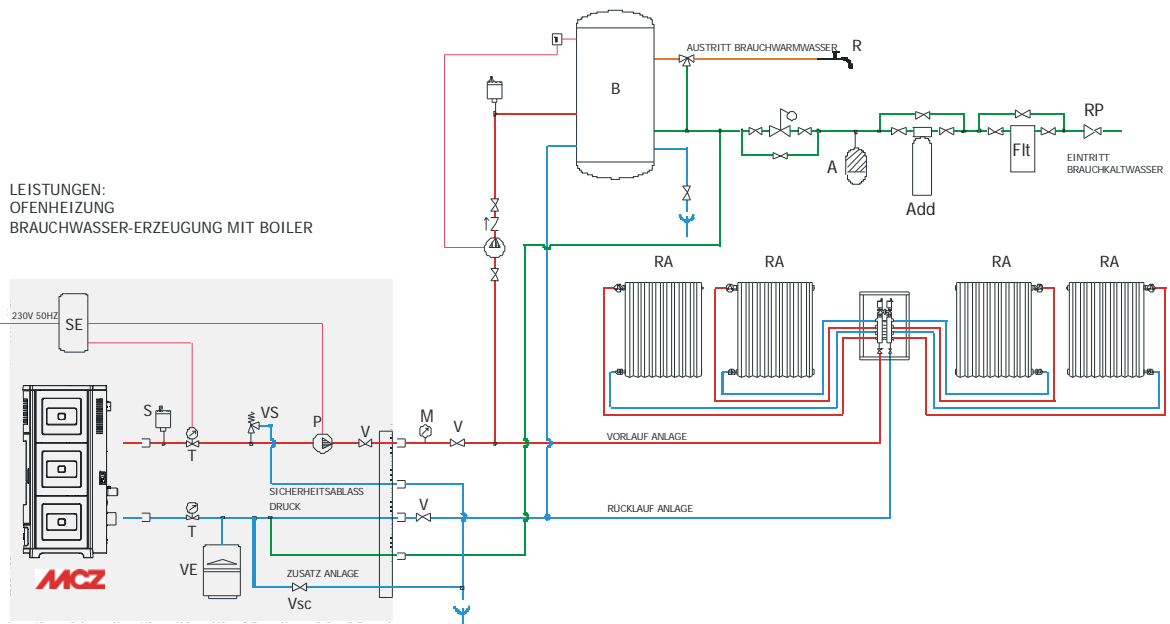 B
AUSTRITT BRAUCHWARMWASSER
R
RP
Flt
A
Add
EINTRITT
BRAUCHKALTWASSER
LEISTUNGEN:
OFENHEIZUNG
BRAUCHWASSER-ERZEUGUNG MIT BOILER
RA
RA
RA
RA
230V 50HZ
SE
S
VS
P
V
M
V
T
VORLAUF ANLAGE
SICHERHEITSABLASS
DRUCK
V
RÜCKLAUF ANLAGE
T
VE
ZUSATZ ANLAGE
Vsc
MCZ